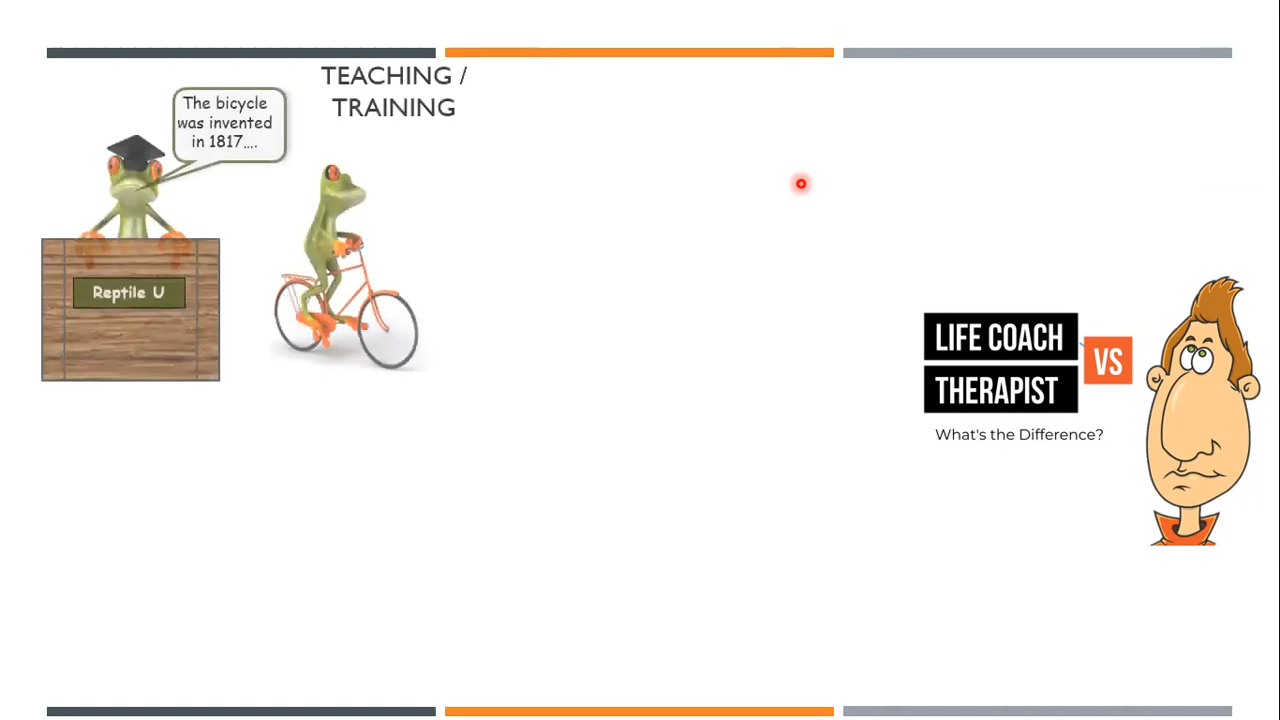 TEACHING /
TRAINING
The bicycle
was invented
in 1817....
Reptile U
LIFE COACH
VS
THERAPIST
What's the Difference?